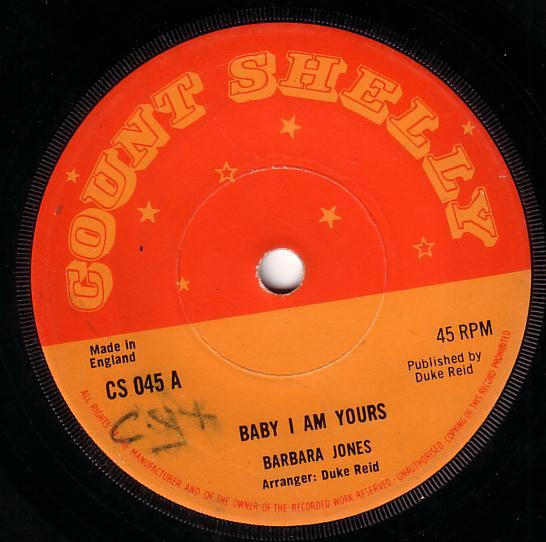 COUNT SHELLY
Made in
England
45 RPM
Published by
Duke Reid
CS 045 A
BABY I AM YOURS
BARBARA JONES
Arranger: Duke Reid
ALL RIGHTS OF THE MANUFACTURER AND OF THE OWNER OF THE RECORDED WORK RESERVED - UNAUTHORISED COPYING OF THIS RECORD PROHIBITED